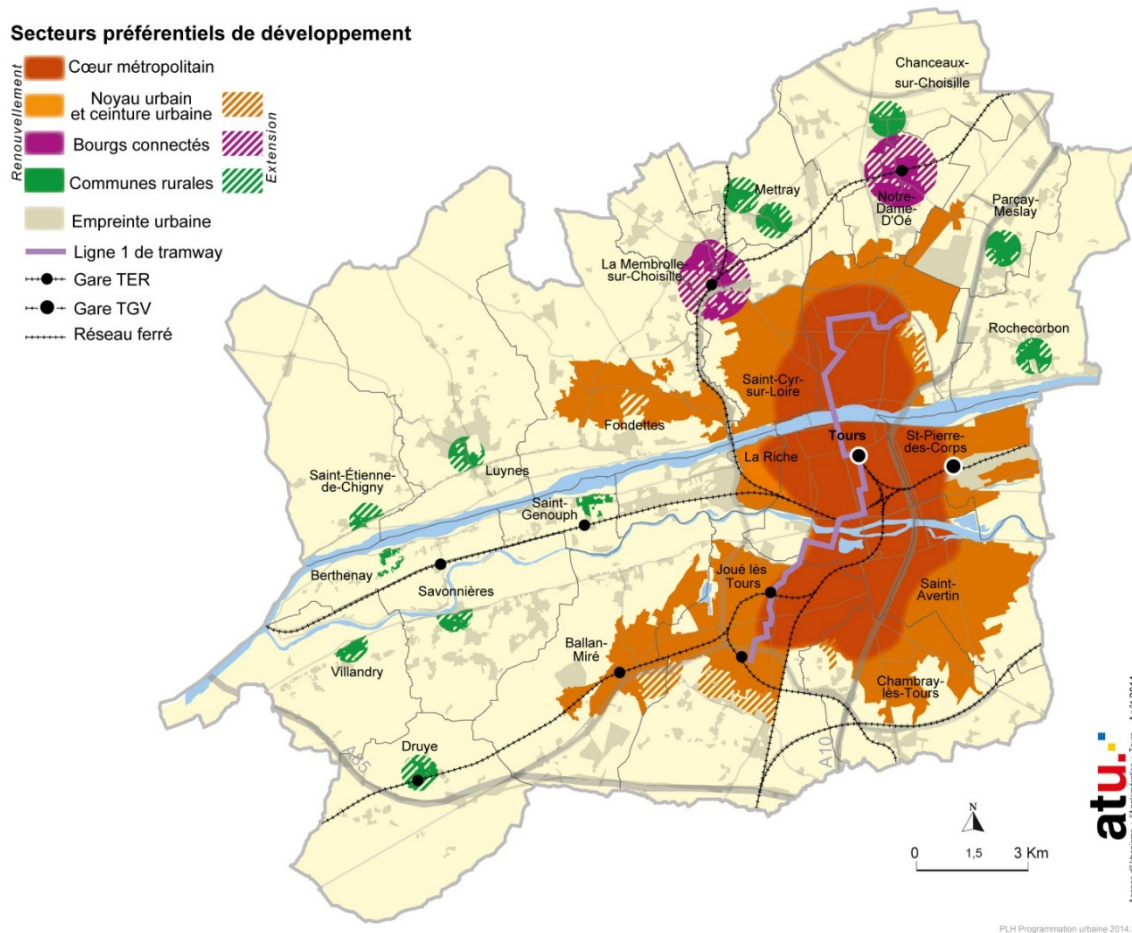 Secteurs préférentiels de développement
Renouvellement
Cœur métropolitain
Noyau urbain
et ceinture urbaine
Bourgs connectés
Communes rurales
Extension
Empreinte urbaine
Ligne 1 de tramway
Gare TER
Gare TGV
Réseau ferré
Chanceaux-
sur-Choisille
Mettray
Notre-
Dame-
D'Oé
Parçay-
Meslay
La Membrolle-
sur-Choisille
Rochecorbon
Saint-Cyr-
sur-Loire
Fondettes
Tours
St-Pierre-
des-Corps
La Riche
Luynes
Saint-Étienne-
de-Chigny
Saint-
Genouph
Berthenay
Savonnières
Joué lès
Tours
Saint-
Avertin
Ballan-
Miré
Villandry
Chambray-
lès-Tours
Druye
A85
A10
N
0 1,5 3 Km
atu.
PLH Programmation urbaine 2014.